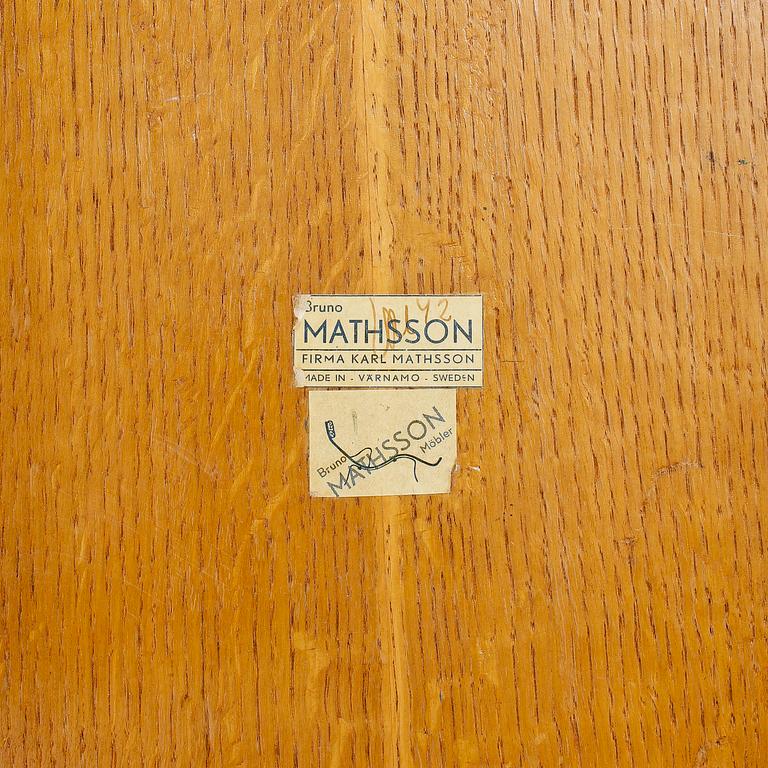 Bruno
MATHSSON
FIRMA KARL MATHSSON
MADE IN - VÄRNAMO - SWEDEN
Bruno
MATHSSON
Möbler